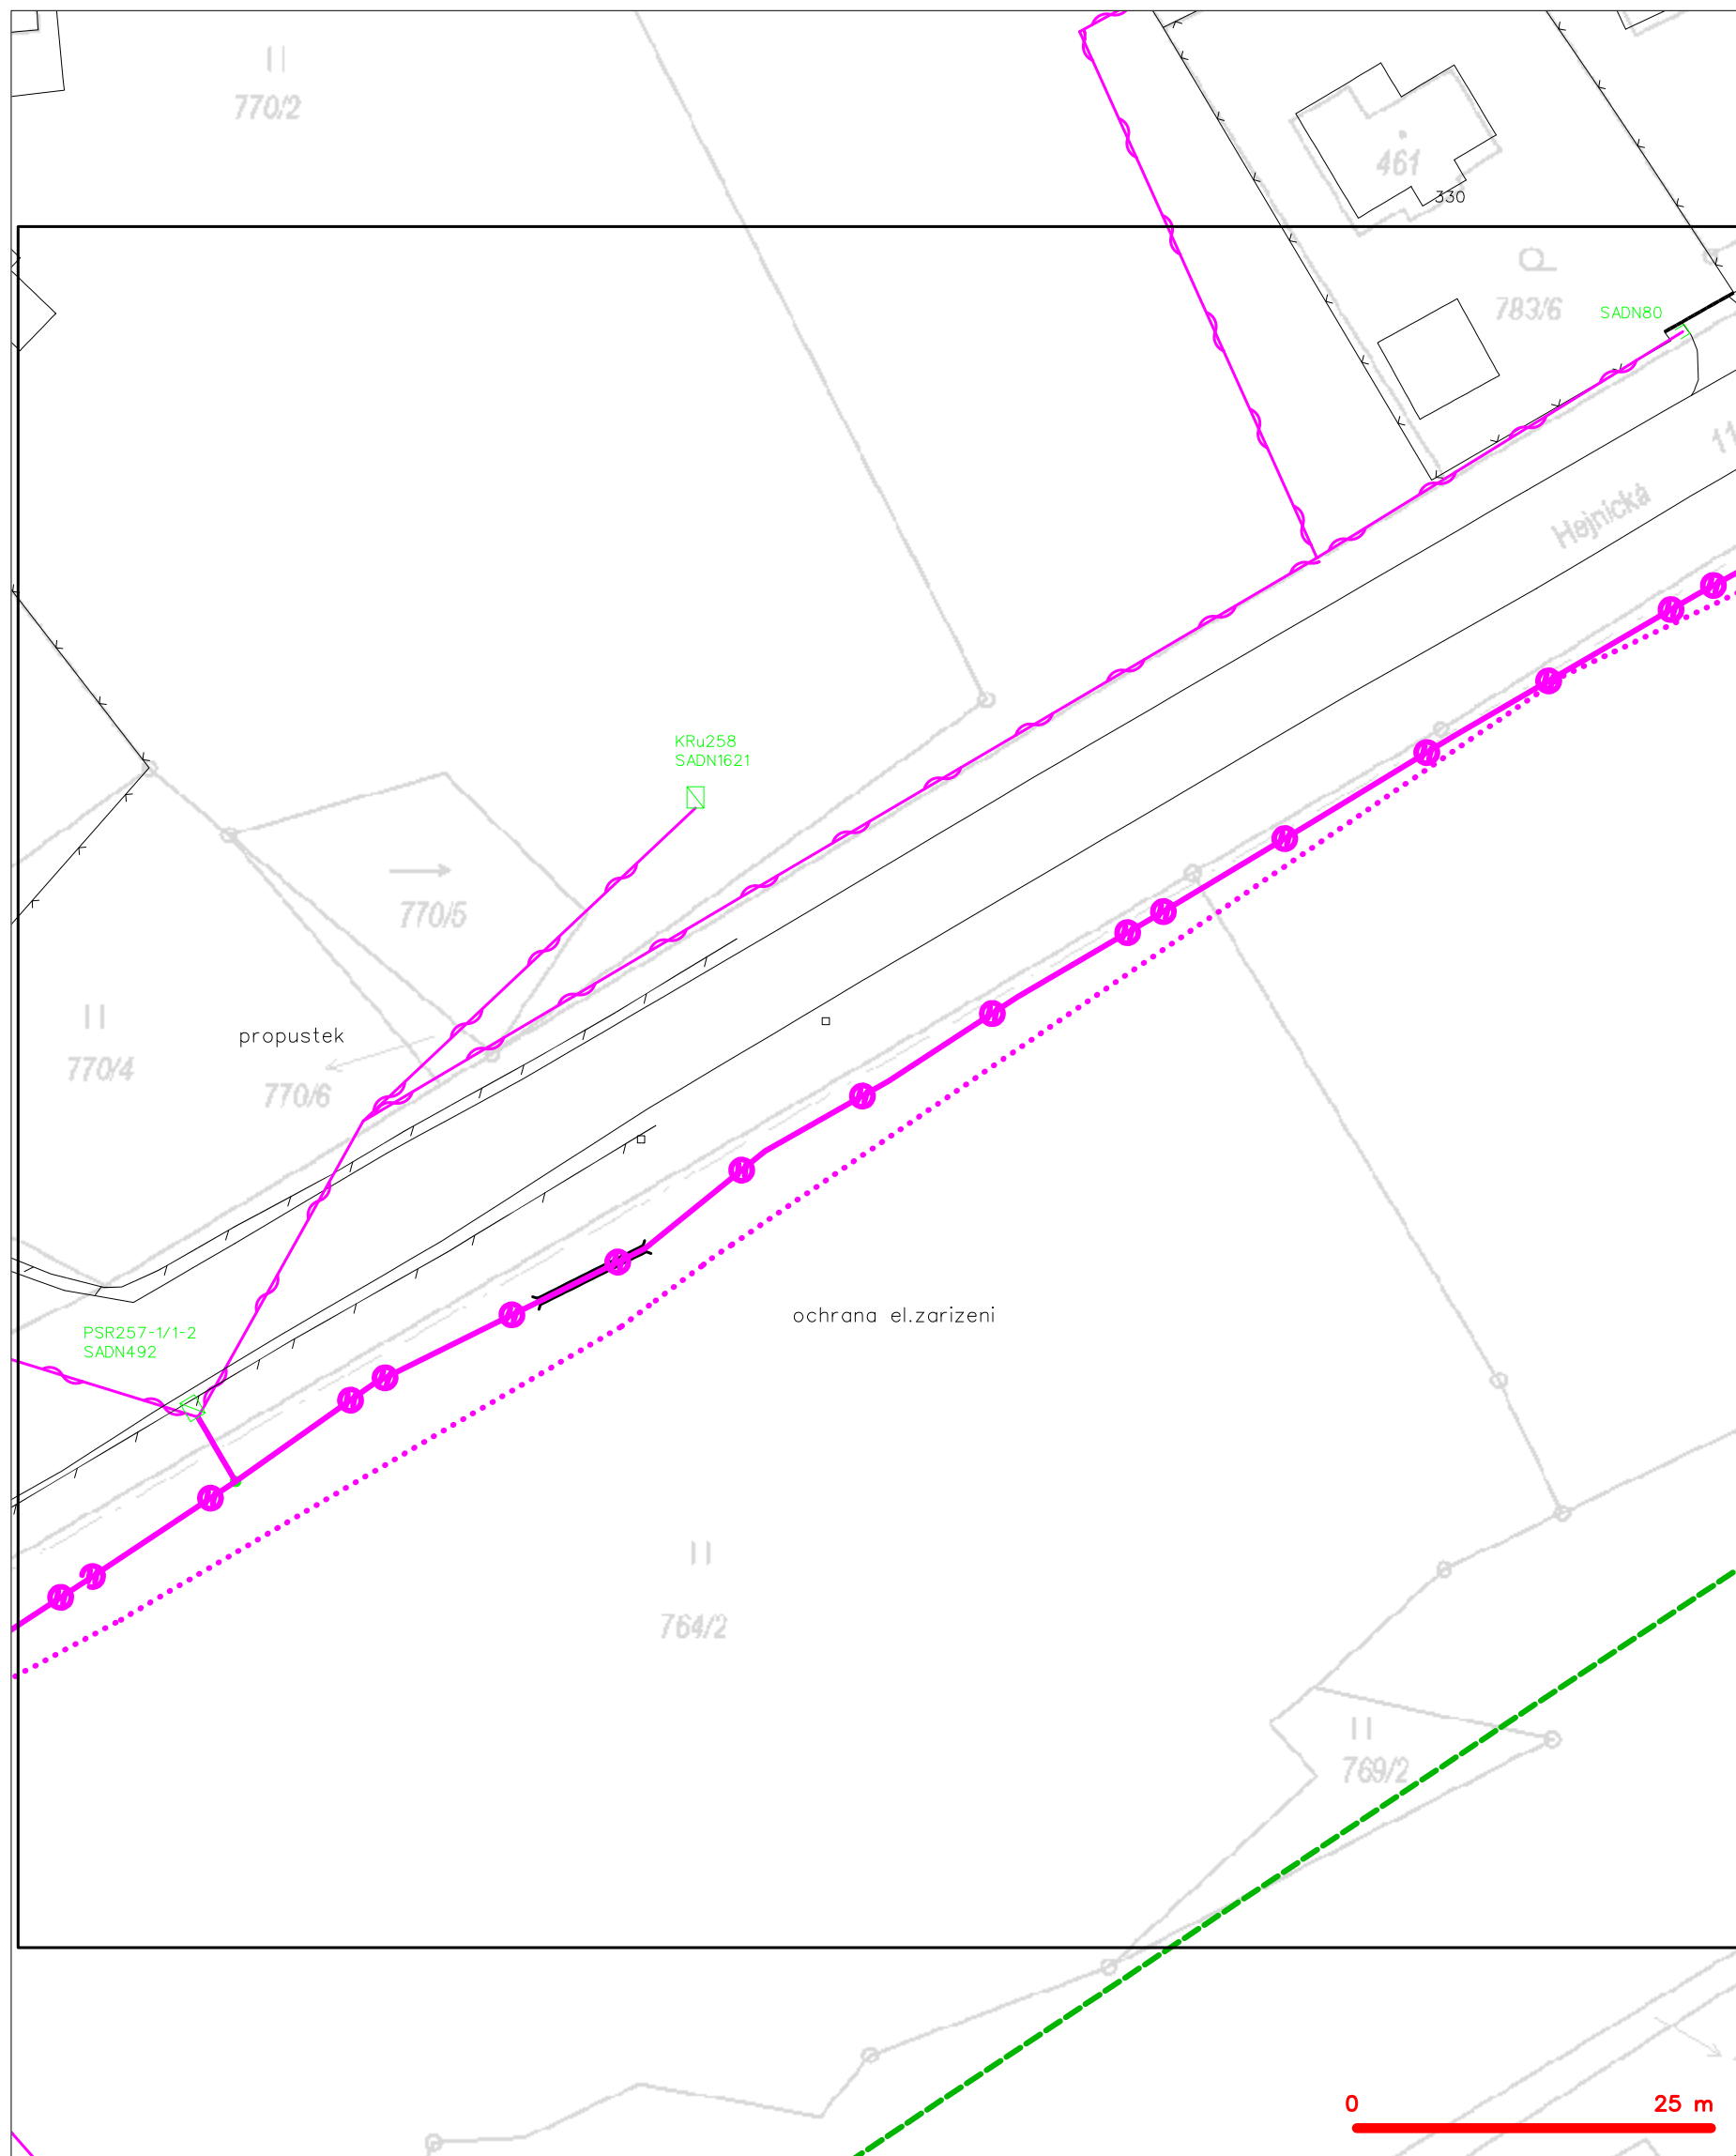 770/2
461
330
783/6
SADN80
11
Hejnická
KRu258
SADN1621
770/5
propustek
770/4
770/6
ochrana el.zarizeni
PSR257-1/1-2
SADN492
764/2
769/2
0 25 m